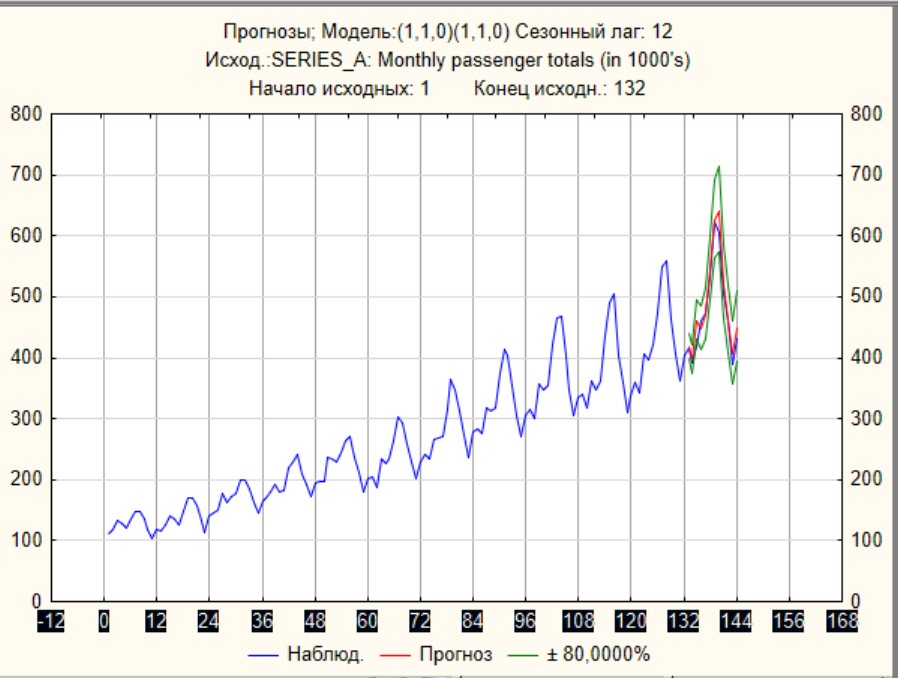 Прогнозы; Модель:(1,1,0)(1,1,0) Сезонный лаг: 12
Исход.:SERIES_A: Monthly passenger totals (in 1000's)
Начало исходных: 1 Конец исходн.: 132
800 800
700 700
600 600
500 500
400 400
300 300
200 200
100 100
0 0
-12 0 12 24 36 48 60 72 84 96 108 120 132 144 156 168
Наблюд. Прогноз ± 80,0000%